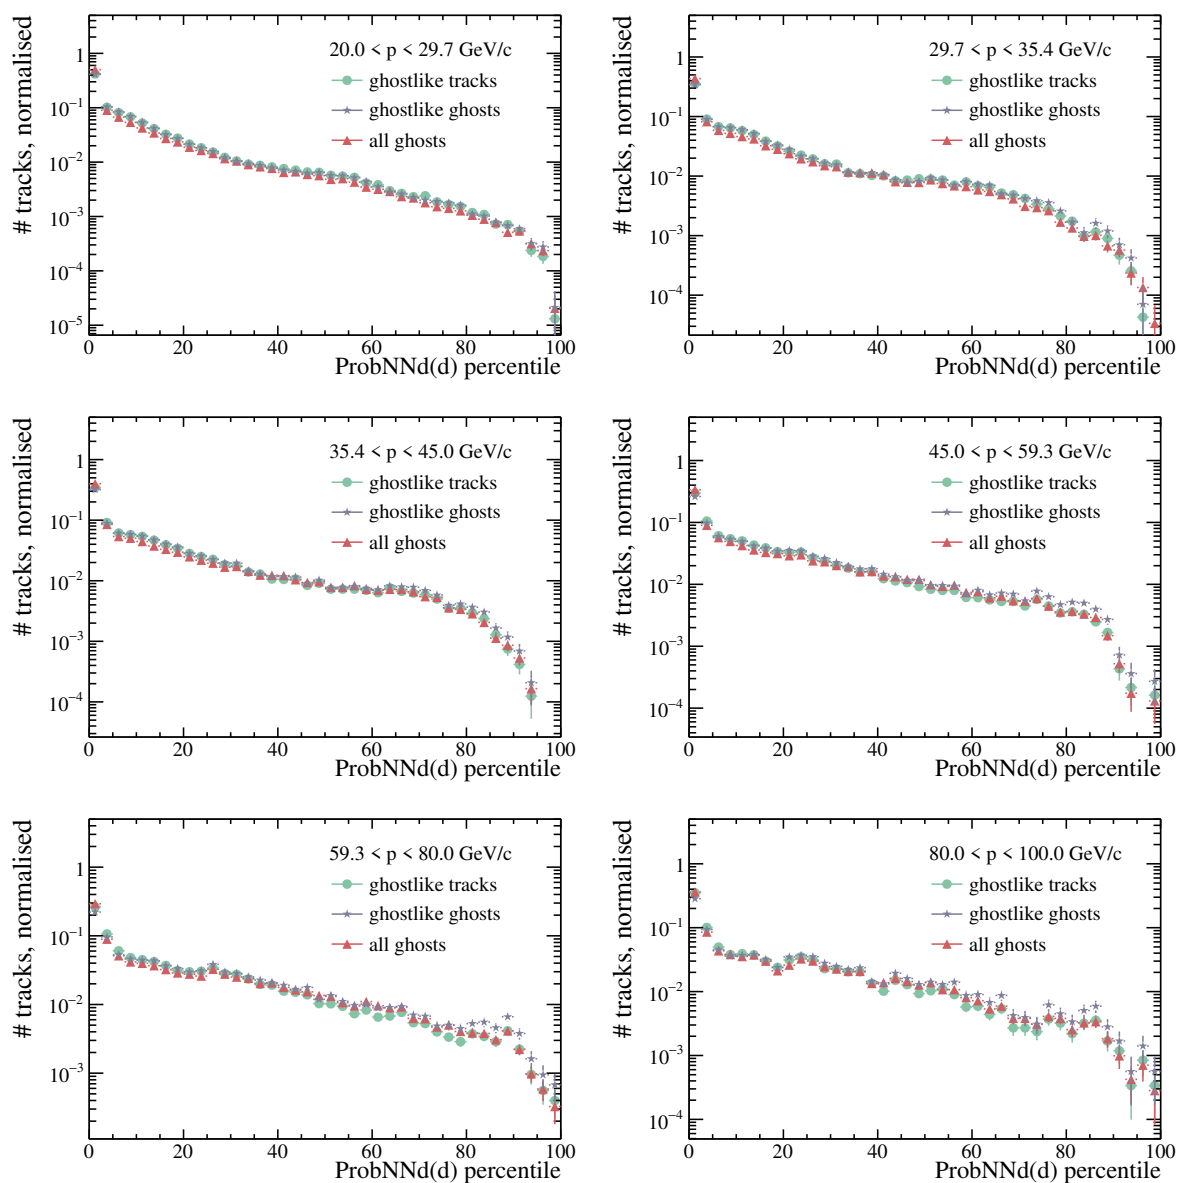 # tracks, normalised
20.0 < p < 29.7 GeV/c
ghostlike tracks
ghostlike ghosts
all ghosts
1
10⁻¹
10⁻²
10⁻³
10⁻⁴
10⁻⁵
0 20 40 60 80 100
ProbNNd(d) percentile
# tracks, normalised
29.7 < p < 35.4 GeV/c
ghostlike tracks
ghostlike ghosts
all ghosts
1
10⁻¹
10⁻²
10⁻³
10⁻⁴
0 20 40 60 80 100
ProbNNd(d) percentile
# tracks, normalised
35.4 < p < 45.0 GeV/c
ghostlike tracks
ghostlike ghosts
all ghosts
1
10⁻¹
10⁻²
10⁻³
10⁻⁴
0 20 40 60 80 100
ProbNNd(d) percentile
# tracks, normalised
45.0 < p < 59.3 GeV/c
ghostlike tracks
ghostlike ghosts
all ghosts
1
10⁻¹
10⁻²
10⁻³
10⁻⁴
0 20 40 60 80 100
ProbNNd(d) percentile
# tracks, normalised
59.3 < p < 80.0 GeV/c
ghostlike tracks
ghostlike ghosts
all ghosts
1
10⁻¹
10⁻²
10⁻³
0 20 40 60 80 100
ProbNNd(d) percentile
# tracks, normalised
80.0 < p < 100.0 GeV/c
ghostlike tracks
ghostlike ghosts
all ghosts
1
10⁻¹
10⁻²
10⁻³
10⁻⁴
0 20 40 60 80 100
ProbNNd(d) percentile